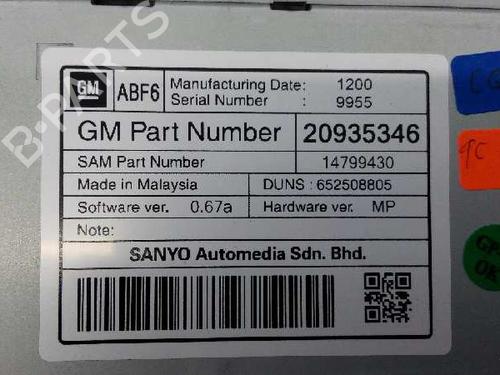 GM
ABF6
Manufacturing Date: 1200
Serial Number : 9955
GM Part Number 20935346
SAM Part Number 14799430
Made in Malaysia DUNS : 652508805
Software ver. 0.67a Hardware ver. MP
Note:
SANYO Automedia Sdn. Bhd.
B-PARTS